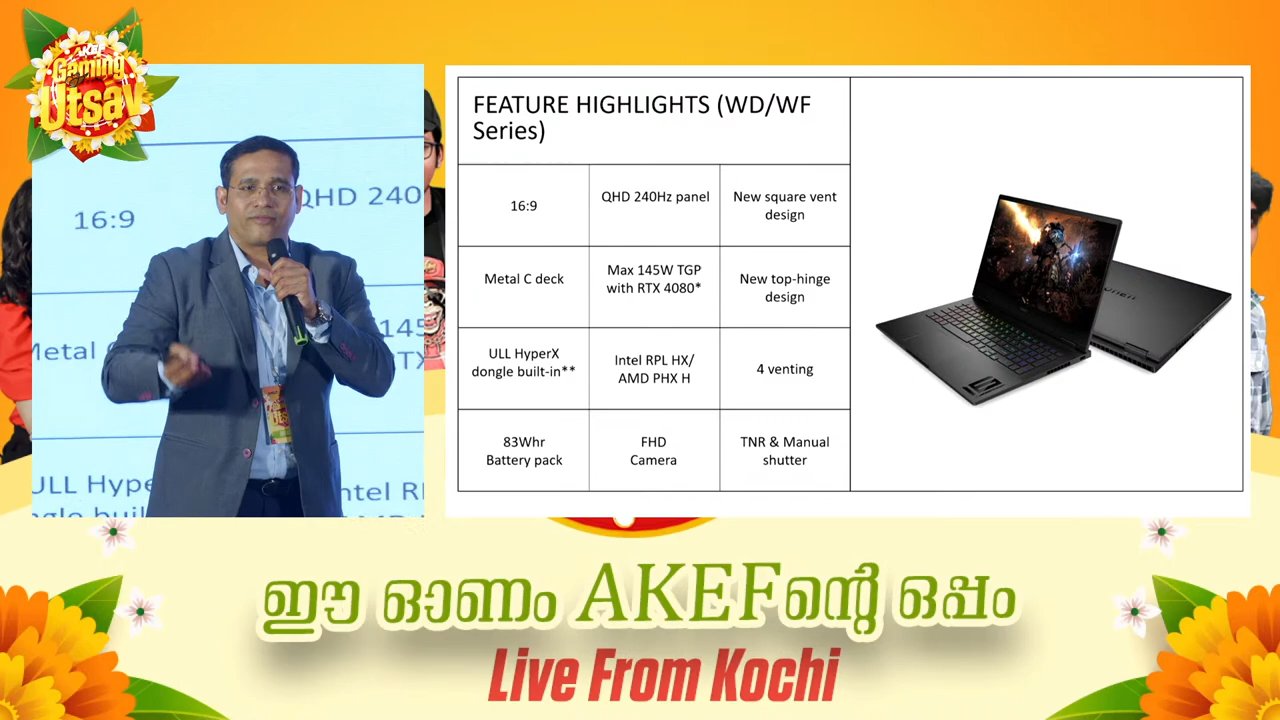 AKEF
Gaming
Utsav
16:9
QHD 240
Metal C
145
RTX
ULL Hype
ntel RI
FEATURE HIGHLIGHTS (WD/WF
Series)
16:9
QHD 240Hz panel
New square vent
design
Metal C deck
Max 145W TGP
with RTX 4080*
New top-hinge
design
ULL HyperX
dongle built-in**
Intel RPL HX/
AMD PHX H
4 venting
83Whr
Battery pack
FHD
Camera
TNR & Manual
shutter
ഈ ഓണം AKEFന്റെ ഒപ്പം
Live From Kochi